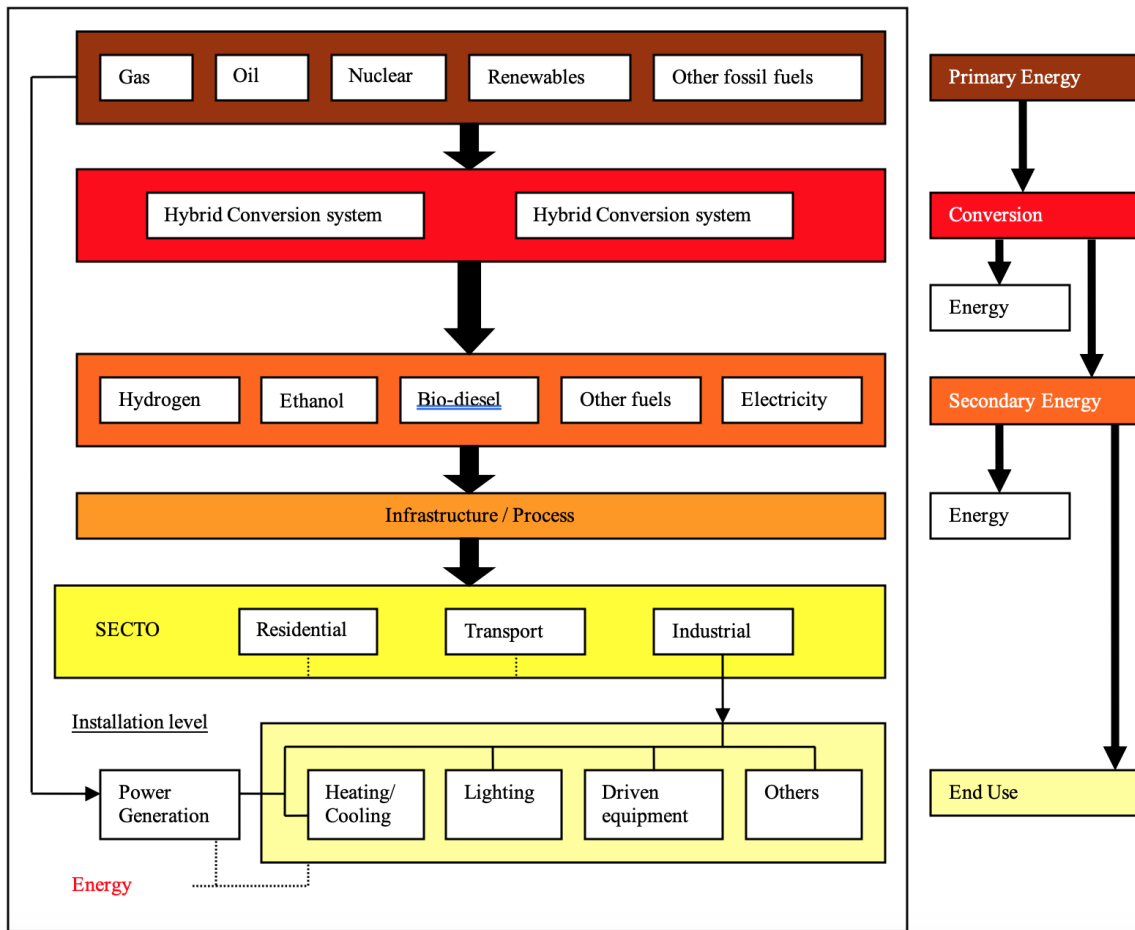 Gas
Oil
Nuclear
Renewables
Other fossil fuels
Primary Energy
Hybrid Conversion system
Hybrid Conversion system
Conversion
Energy
Hydrogen
Ethanol
Bio-diesel
Other fuels
Electricity
Secondary Energy
Infrastructure / Process
Energy
SECTO
Residential
Transport
Industrial
Installation level
Power
Generation
Heating/
Cooling
Lighting
Driven
equipment
Others
End Use
Energy